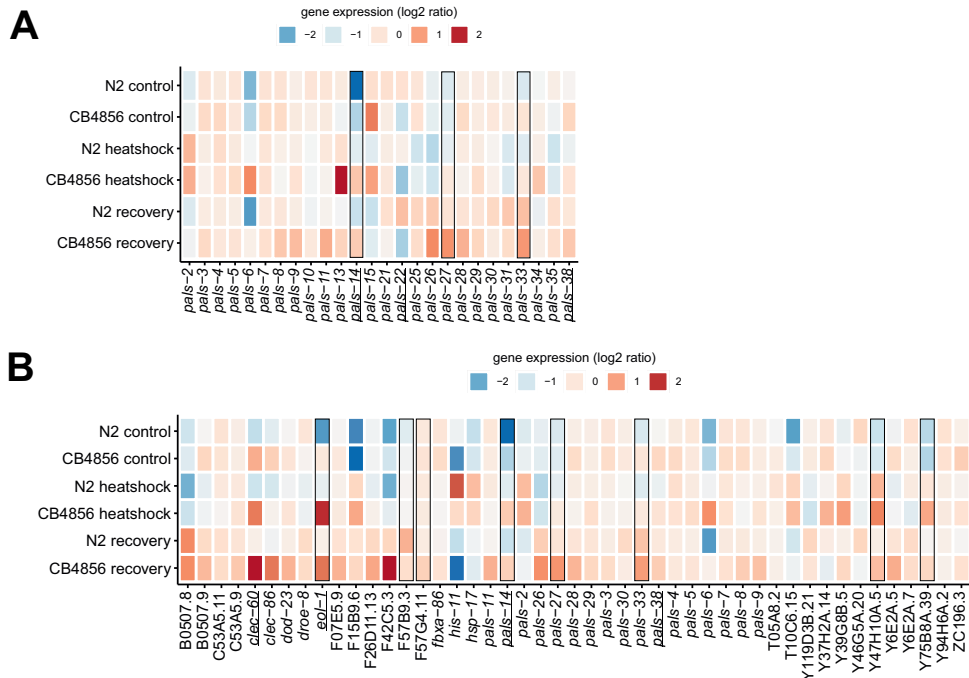 A
gene expression (log2 ratio)
−2 −1 0 1 2
N2 control
CB4856 control
N2 heatshock
CB4856 heatshock
N2 recovery
CB4856 recovery
pals−2
pals−3
pals−4
pals−5
pals−6
pals−7
pals−8
pals−9
pals−10
pals−11
pals−13
pals−14
pals−15
pals−21
pals−22
pals−25
pals−26
pals−27
pals−28
pals−29
pals−30
pals−31
pals−33
pals−34
pals−35
pals−38
B
gene expression (log2 ratio)
−2 −1 0 1 2
N2 control
CB4856 control
N2 heatshock
CB4856 heatshock
N2 recovery
CB4856 recovery
B0507.8
B0507.9
C53A5.11
C53A5.9
clec−60
clec−86
dod−23
droe−8
eol−1
F07E5.9
F15B9.6
F26D11.13
F42C5.3
F57B9.3
F57G4.11
fbxa−86
his−11
hsp−17
pals−11
pals−14
pals−2
pals−26
pals−27
pals−28
pals−29
pals−3
pals−30
pals−33
pals−38
pals−4
pals−5
pals−6
pals−7
pals−8
pals−9
T05A8.2
T10C6.15
Y119D3B.21
Y37H2A.14
Y39G8B.5
Y46G5A.20
Y47H10A.5
Y6E2A.5
Y6E2A.7
Y75B8A.39
Y94H6A.2
ZC196.3